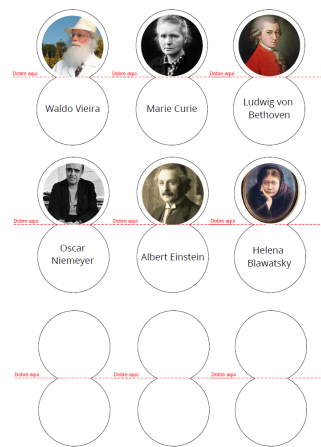 Dobre aqui Dobre aqui Dobre aqui
Waldo Vieira
Marie Curie
Ludwig von
Bethoven
Dobre aqui Dobre aqui Dobre aqui
Oscar
Niemeyer
Albert Einstein
Helena
Blawatsky
Dobre aqui Dobre aqui Dobre aqui